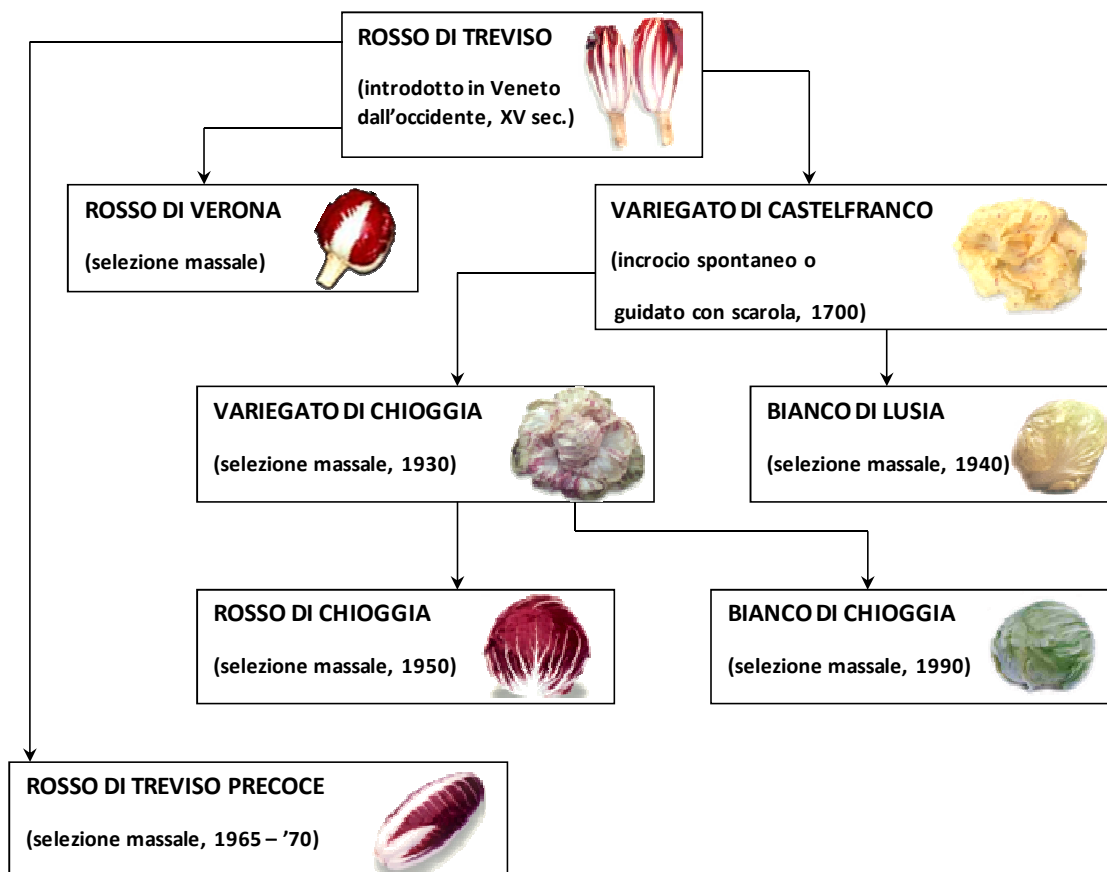 ROSSO DI TREVISO
(introdotto in Veneto
dall’occidente, XV sec.)
ROSSO DI VERONA
(selezione massale)
VARIEGATO DI CASTELFRANCO
(incrocio spontaneo o
guidato con scarola, 1700)
VARIEGATO DI CHIOGGIA
(selezione massale, 1930)
BIANCO DI LUSIA
(selezione massale, 1940)
ROSSO DI CHIOGGIA
(selezione massale, 1950)
BIANCO DI CHIOGGIA
(selezione massale, 1990)
ROSSO DI TREVISO PRECOCE
(selezione massale, 1965 – ’70)